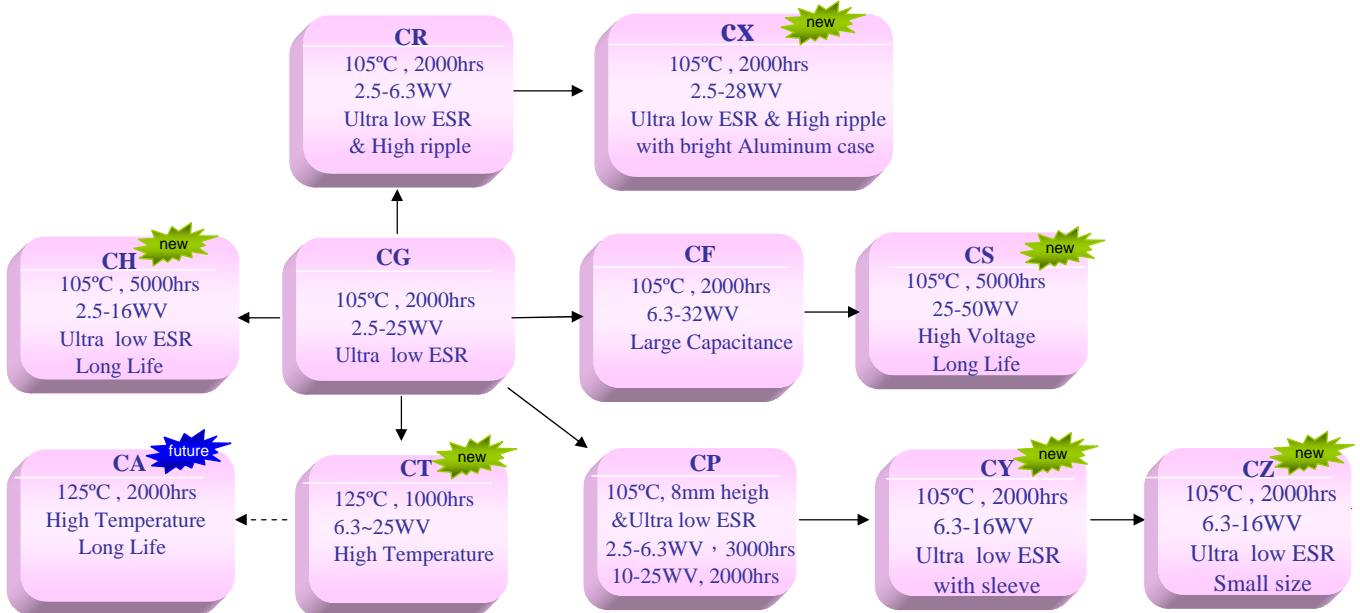 CR
105ºC , 2000hrs
2.5-6.3WV
Ultra low ESR
& High ripple
new
cx
105ºC , 2000hrs
2.5-28WV
Ultra low ESR & High ripple
with bright Aluminum case
new
CH
105ºC , 5000hrs
2.5-16WV
Ultra low ESR
Long Life
CG
105ºC , 2000hrs
2.5-25WV
Ultra low ESR
CF
105ºC , 2000hrs
6.3-32WV
Large Capacitance
new
CS
105ºC , 5000hrs
25-50WV
High Voltage
Long Life
future
CA
125ºC , 2000hrs
High Temperature
Long Life
new
CT
125ºC , 1000hrs
6.3~25WV
High Temperature
CP
105ºC, 8mm heigh
&Ultra low ESR
2.5-6.3WV，3000hrs
10-25WV, 2000hrs
new
CY
105ºC , 2000hrs
6.3-16WV
Ultra low ESR
with sleeve
new
CZ
105ºC , 2000hrs
6.3-16WV
Ultra low ESR
Small size